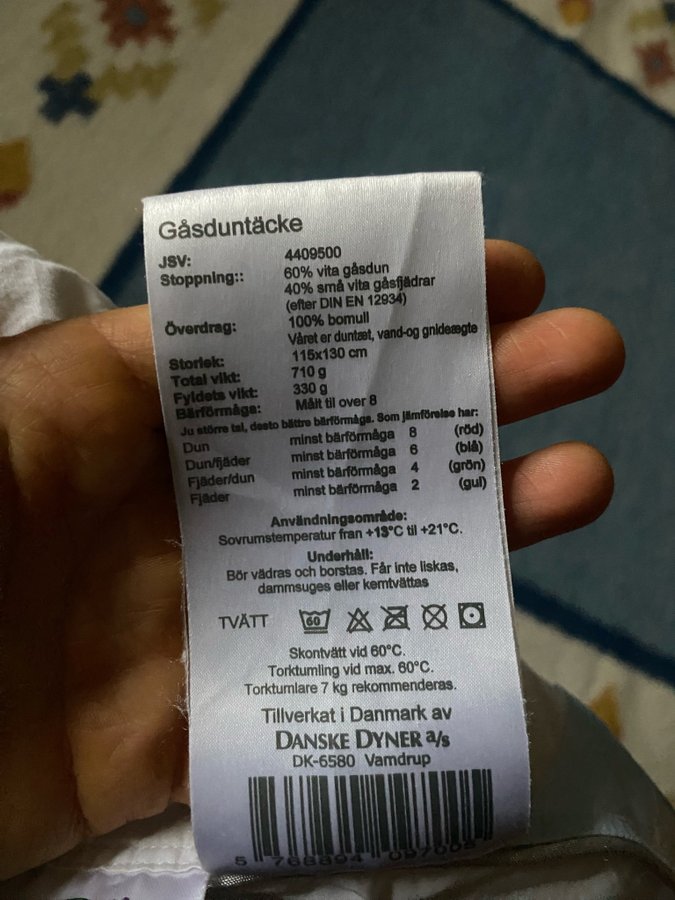 Gåsduntäcke
JSV: 4409500
Stoppning:: 60% vita gåsdun
40% små vita gåsfjädrar
(efter DIN EN 12934)
Överdrag: 100% bomull
Våret er duntæt, vand-og gnideægte
Storlek: 115x130 cm
Total vikt: 710 g
Fyldets vikt: 330 g
Bärförmåga: Målt til over 8
Ju större tal, desto bättre bärförmåga. Som jämförelse har:
Dun minst bärförmåga 8 (röd)
Dun/fjäder minst bärförmåga 6 (blå)
Fjäder/dun minst bärförmåga 4 (grön)
Fjäder minst bärförmåga 2 (gul)
Användningsområde:
Sovrumstemperatur fran +13°C til +21°C.
Underhåll:
Bör vädras och borstas. Får inte liskas,
dammsuges eller kemtvättas
TVÄTT 60
Skontvätt vid 60°C.
Torktumling vid max. 60°C.
Torktumlare 7 kg rekommenderas.
Tillverkat i Danmark av
DANSKE DYNER a/s
DK-6580 Vamdrup
5 768894 097005